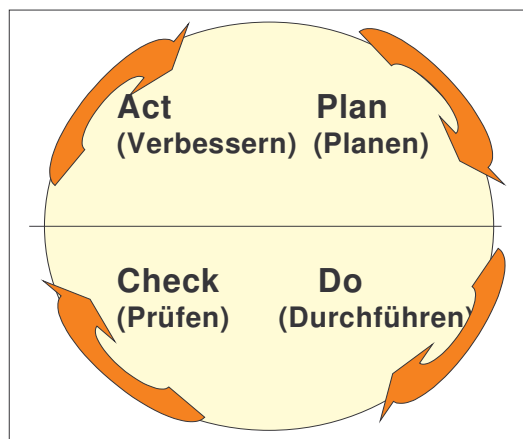 Act
(Verbessern)
Plan
(Planen)
Check
(Prüfen)
Do
(Durchführen)